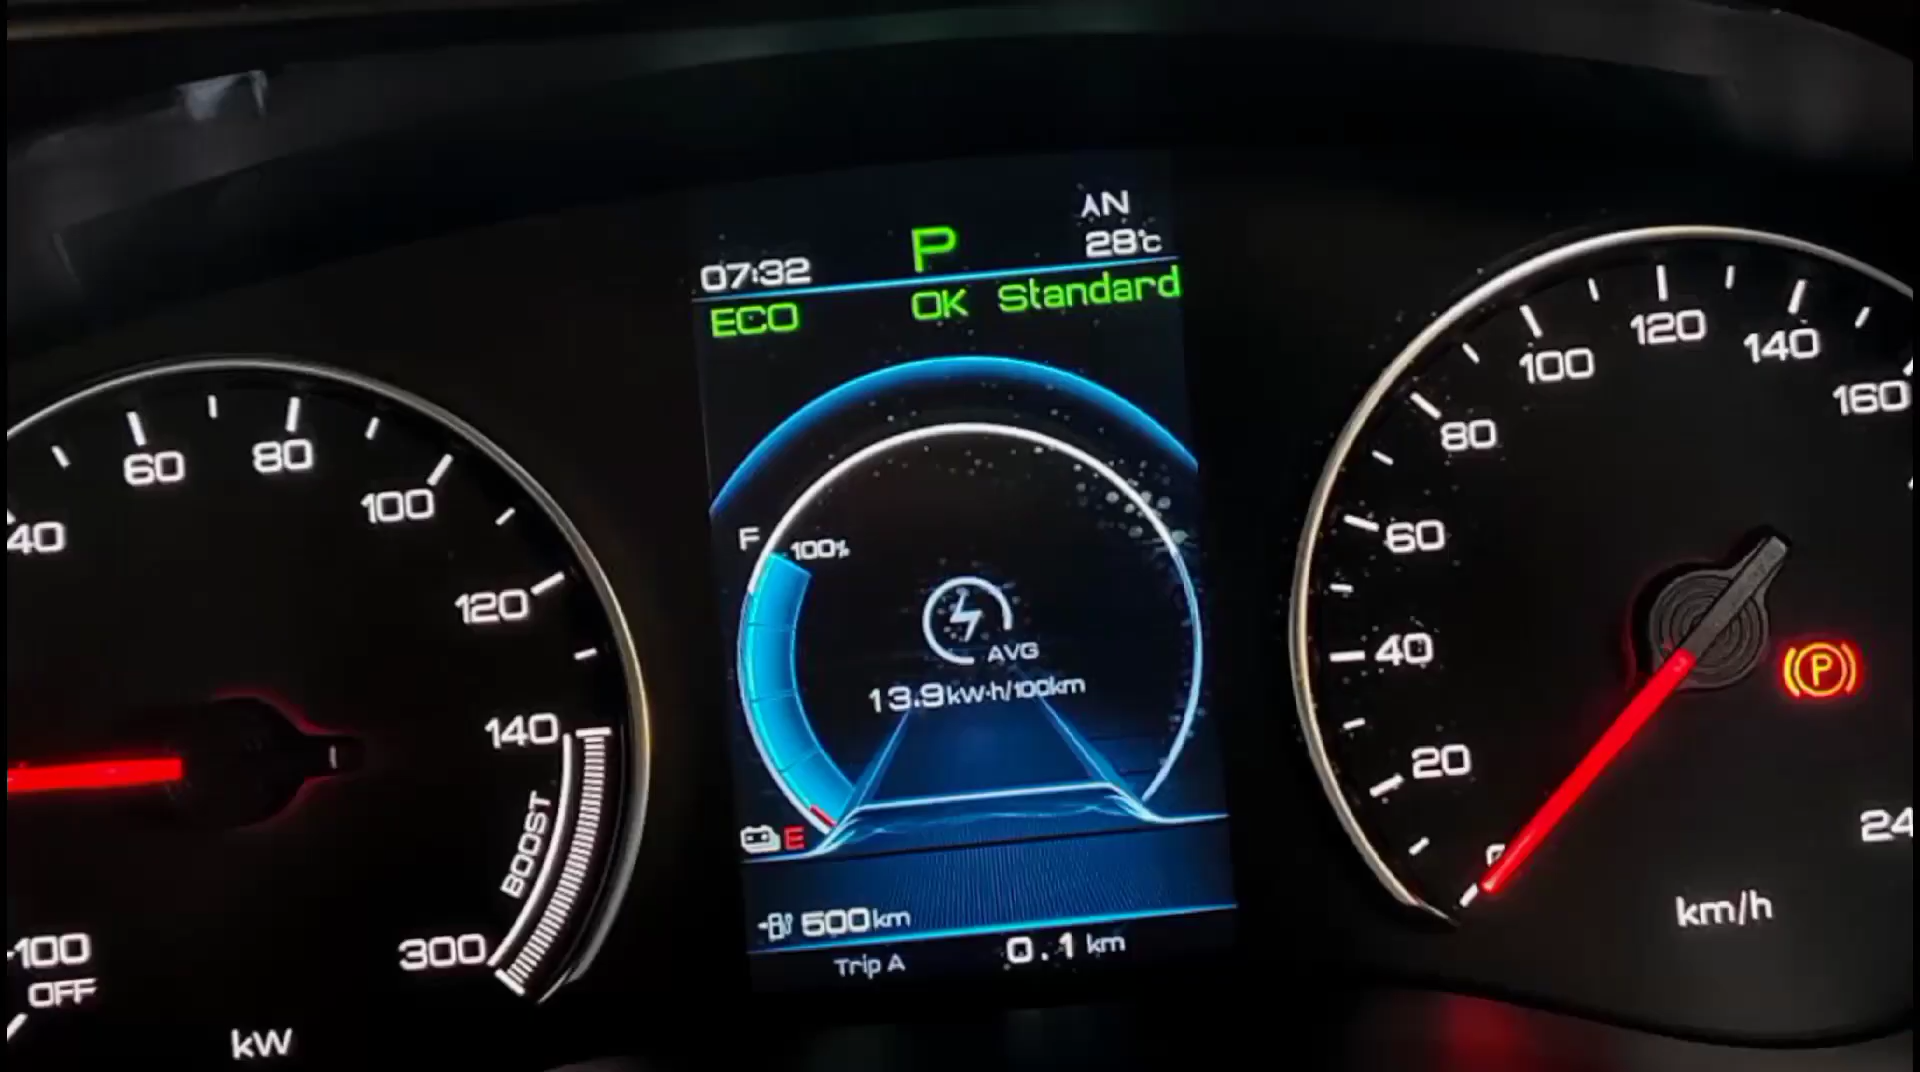 AN
07:32
P
28℃
ECO
OK
Standard
40
60
80
100
120
140
BOOST
300
-100
OFF
kW
F
100%
AVG
13.9kW·h/100km
E
500km
Trip A
0.1 km
20
40
60
80
100
120
140
160
24
km/h
P